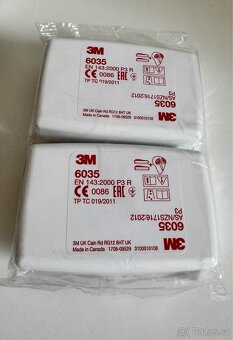 3M
6035
EN 143:2000 P3 R
CE 0086 EAC
TP TC 019/2011
AS/NZS1716:2012
P3
6035
3M
3M UK Cain Rd RG12 8HT UK
Made in Canada
3M
6035
EN 143:2000 P3 R
CE 0086 EAC
TP TC 019/2011
AS/NZS1716:2012
P3
6035
3M
3M UK Cain Rd RG12 8HT UK
Made in Canada